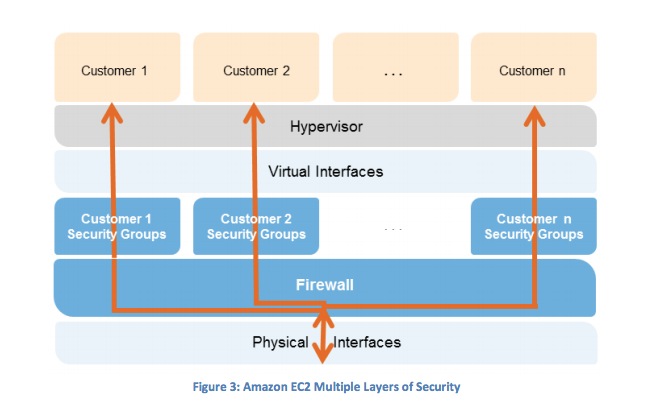 Customer 1
Customer 2
. . .
Customer n
Hypervisor
Virtual Interfaces
Customer 1
Security Groups
Customer 2
Security Groups
. . .
Customer n
Security Groups
Firewall
Physical Interfaces
Figure 3: Amazon EC2 Multiple Layers of Security